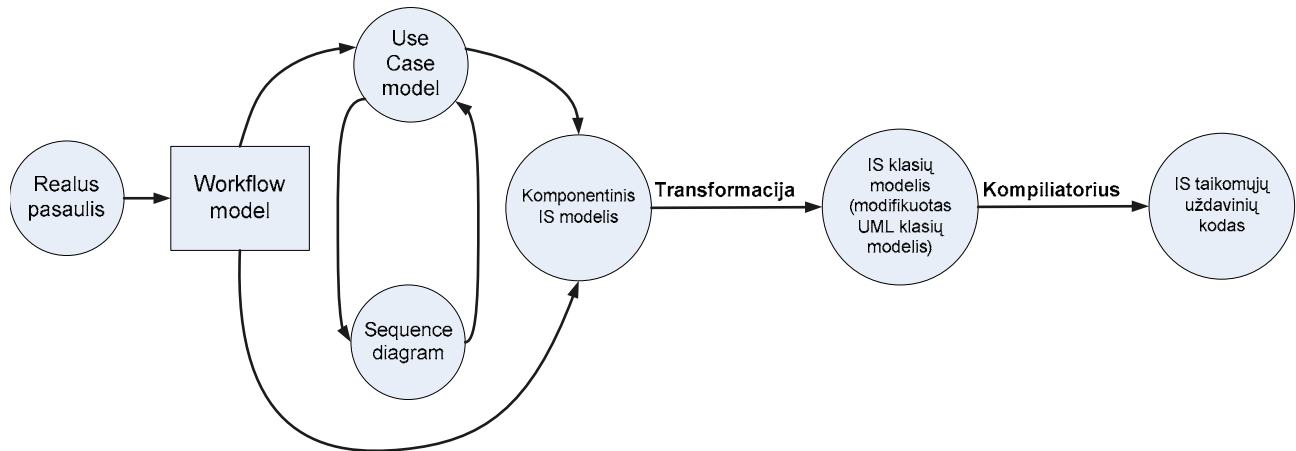 Realus
pasaulis
Workflow
model
Use
Case
model
Sequence
diagram
Komponentinis
IS modelis
Transformacija
IS klasių
modelis
(modifikuotas
UML klasių
modelis)
Kompiliatorius
IS taikomųjų
uždavinių
kodas